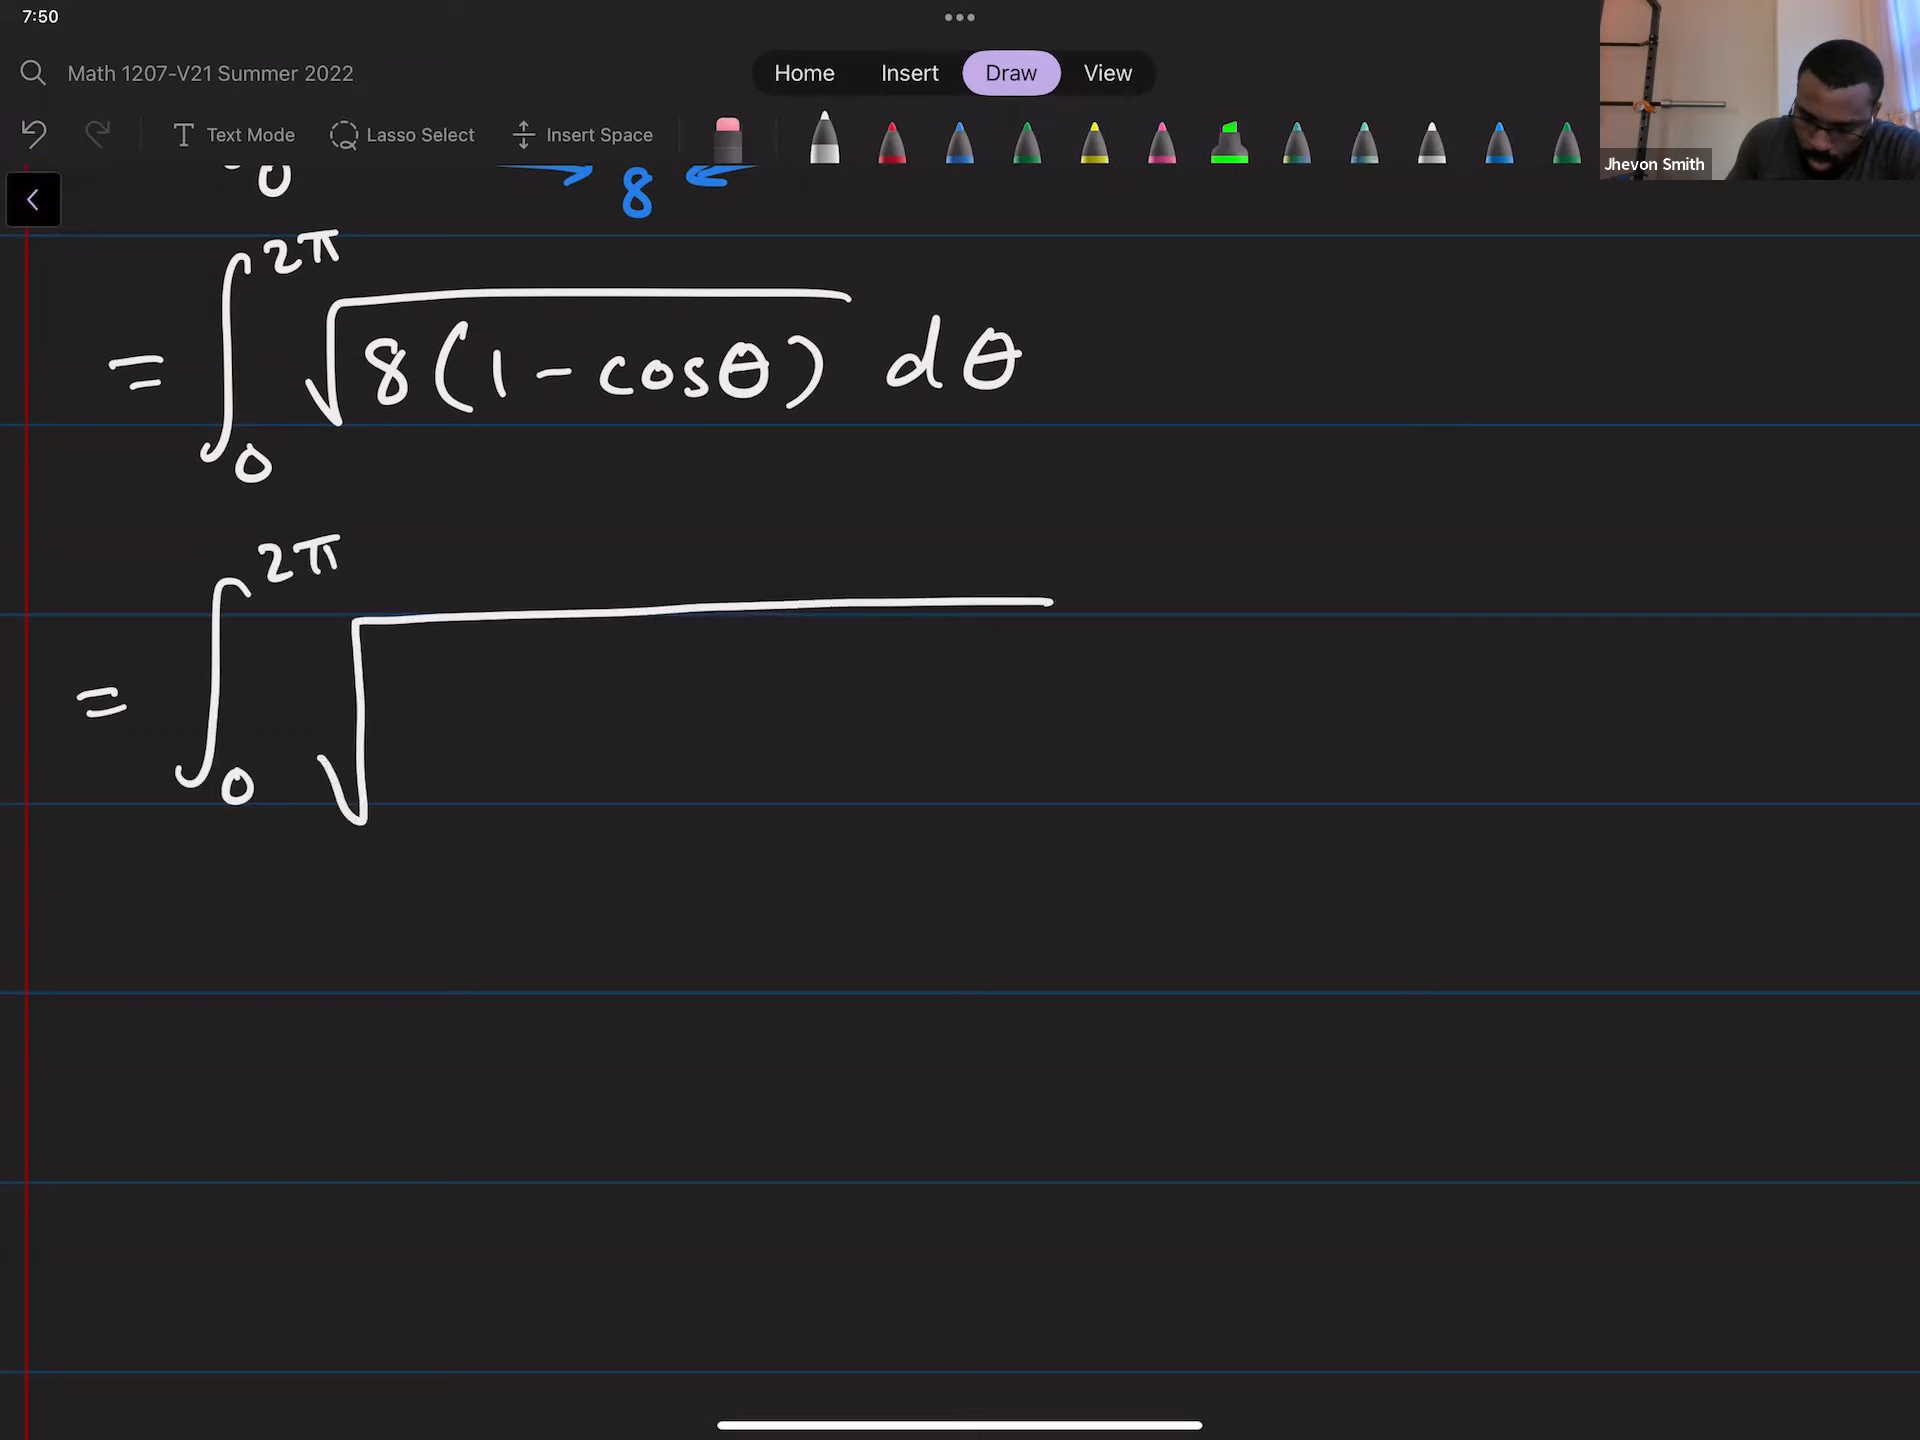 7:50
Math 1207-V21 Summer 2022
Home Insert Draw View
Text Mode Lasso Select Insert Space
Jhevon Smith
0 8
= ∫₀^2π √8(1-cosθ) dθ
= ∫₀^2π √